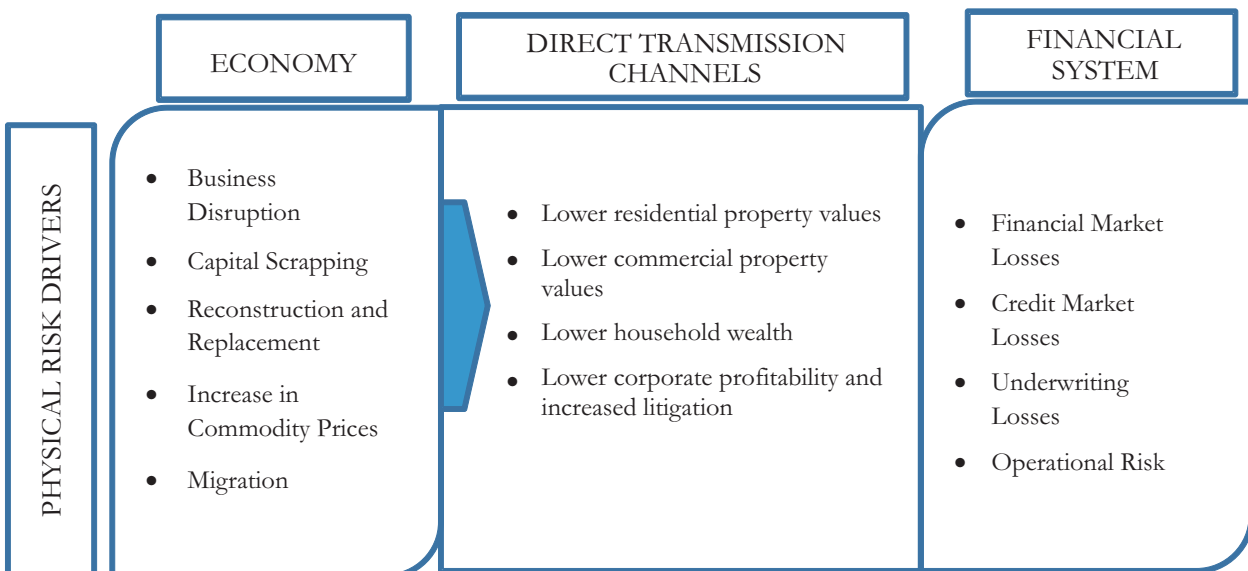 ECONOMY
DIRECT TRANSMISSION
CHANNELS
FINANCIAL
SYSTEM
PHYSICAL RISK DRIVERS
• Business
Disruption
• Capital Scrapping
• Reconstruction and
Replacement
• Increase in
Commodity Prices
• Migration
• Lower residential property values
• Lower commercial property
values
• Lower household wealth
• Lower corporate profitability and
increased litigation
• Financial Market
Losses
• Credit Market
Losses
• Underwriting
Losses
• Operational Risk